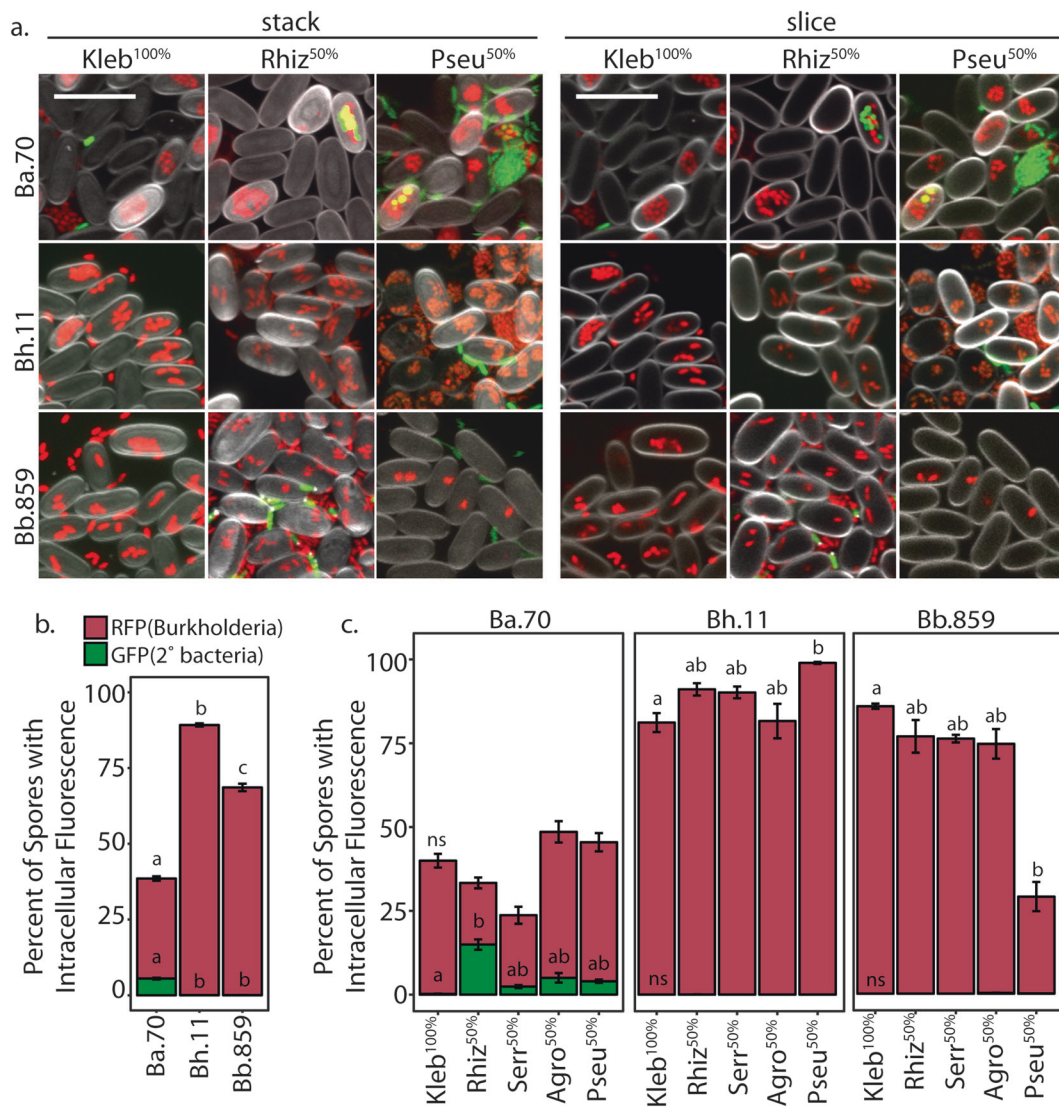 a.
stack
slice
Kleb100% Rhiz50% Pseu50%
Kleb100% Rhiz50% Pseu50%
Ba.70
Bh.11
Bb.859
b.
RFP(Burkholderia)
GFP(2° bacteria)
Percent of Spores with
Intracellular Fluorescence
100
75
50
25
0
a
b
c
a
b
b
Ba.70
Bh.11
Bb.859
c.
Ba.70
Bh.11
Bb.859
Percent of Spores with
Intracellular Fluorescence
100
75
50
25
0
ns
a
b
ab
ab
ab
a
ab
ab
ab
b
ns
a
ab
ab
ab
b
ns
Kleb100%
Rhiz50%
Serr50%
Agro50%
Pseu50%
Kleb100%
Rhiz50%
Serr50%
Agro50%
Pseu50%
Kleb100%
Rhiz50%
Serr50%
Agro50%
Pseu50%